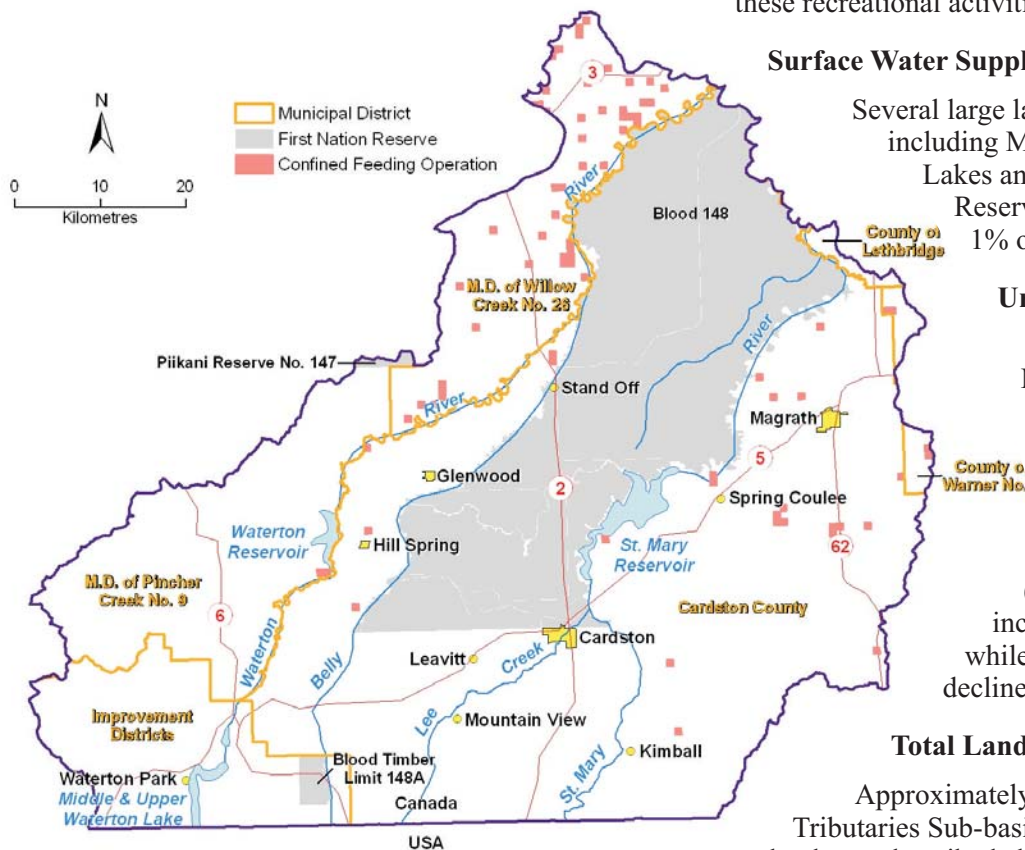 these recreational activiti
Surface Water Suppl
Several large la
including M
Lakes an
Reserv
1% o
Un
inc
while
decline
Total Land
Approximately
Tributaries Sub-basi
N
0 10 20
Kilometres
Municipal District
First Nation Reserve
Confined Feeding Operation
3
River
Blood 148
County of
Lethbridge
M.D. of Willow
Creek No. 26
River
Piikani Reserve No. 147
River
Stand Off
Magrath
5
Glenwood
2
County o
Warner No.
Spring Coulee
Waterton
Reservoir
Hill Spring
St. Mary
Reservoir
62
M.D. of Pincher
Creek No. 9
6
Cardston County
Waterton
Belly
Cardston
Leavitt
Creek
Lee
Mountain View
Improvement
Districts
Kimball
St. Mary
Blood Timber
Limit 148A
Waterton Park
Middle & Upper
Waterton Lake
Canada
USA